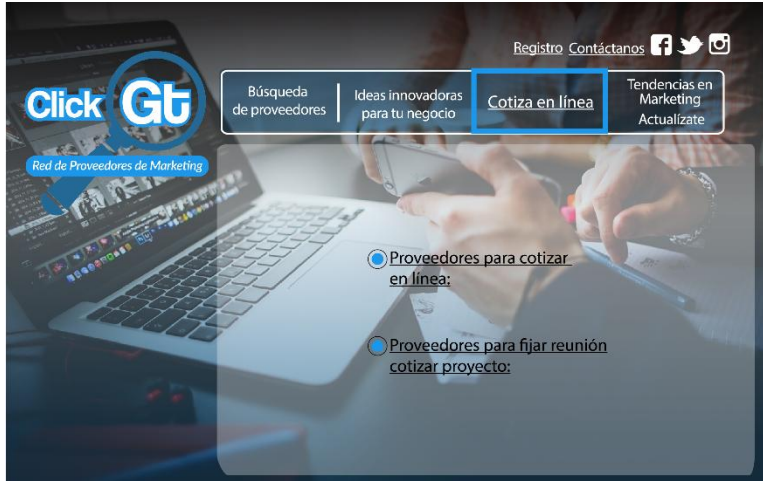 Registro Contáctanos
Click Gt
Red de Proveedores de Marketing
Búsqueda
de proveedores
Ideas innovadoras
para tu negocio
Cotiza en línea
Tendencias en
Marketing
Actualízate
Proveedores para cotizar
en línea:
Proveedores para fijar reunión
cotizar proyecto: